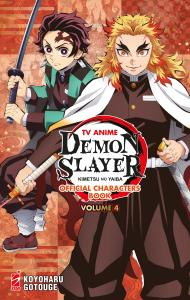 TV ANIME
DEMON
SLAYER
KIMETSU NO YAIBA
OFFICIAL CHARACTERS
BOOK
VOLUME 4
KOYOHARU
GOTOUGE